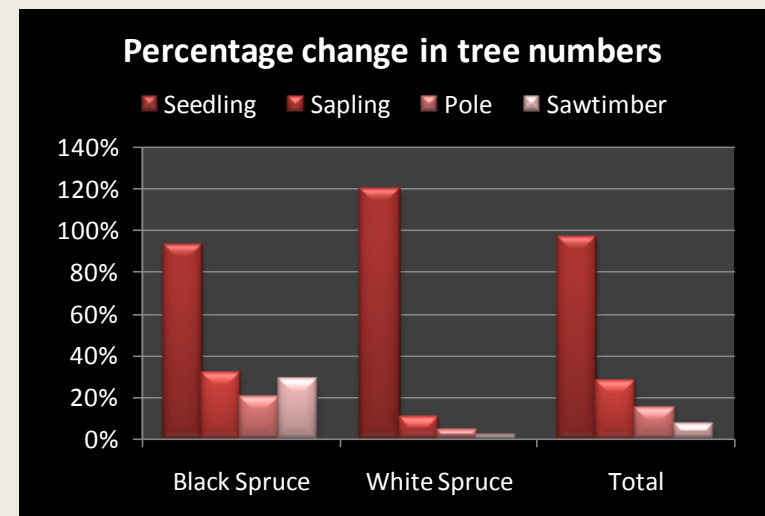 Percentage change in tree numbers
Seedling Sapling Pole Sawtimber
140%
120%
100%
80%
60%
40%
20%
0%
Black Spruce White Spruce Total